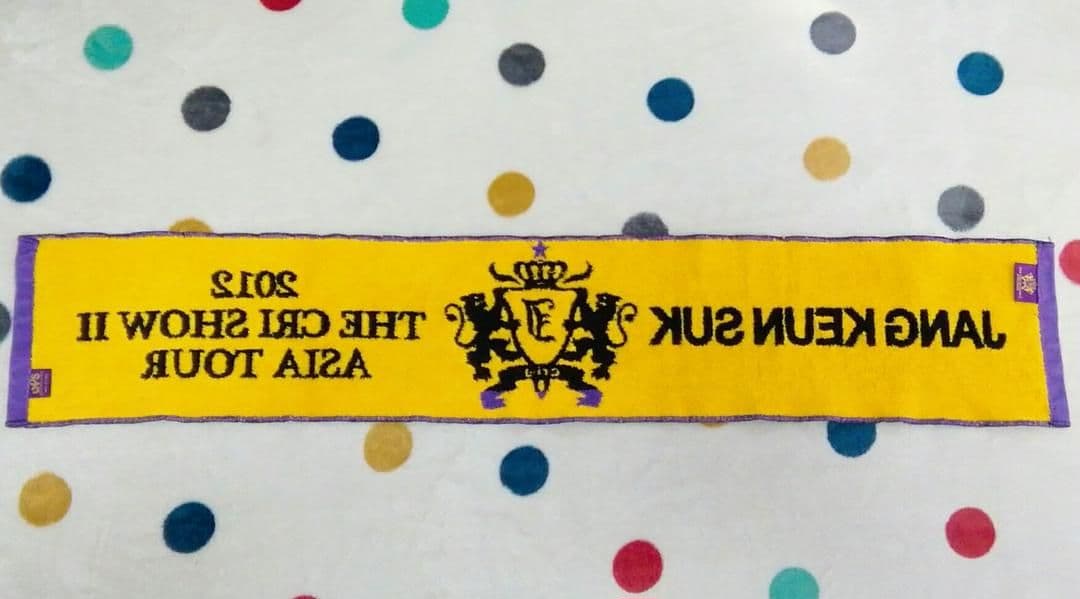 JANG KEUN SUK
2012
THE CRI SHOW II
ASIA TOUR